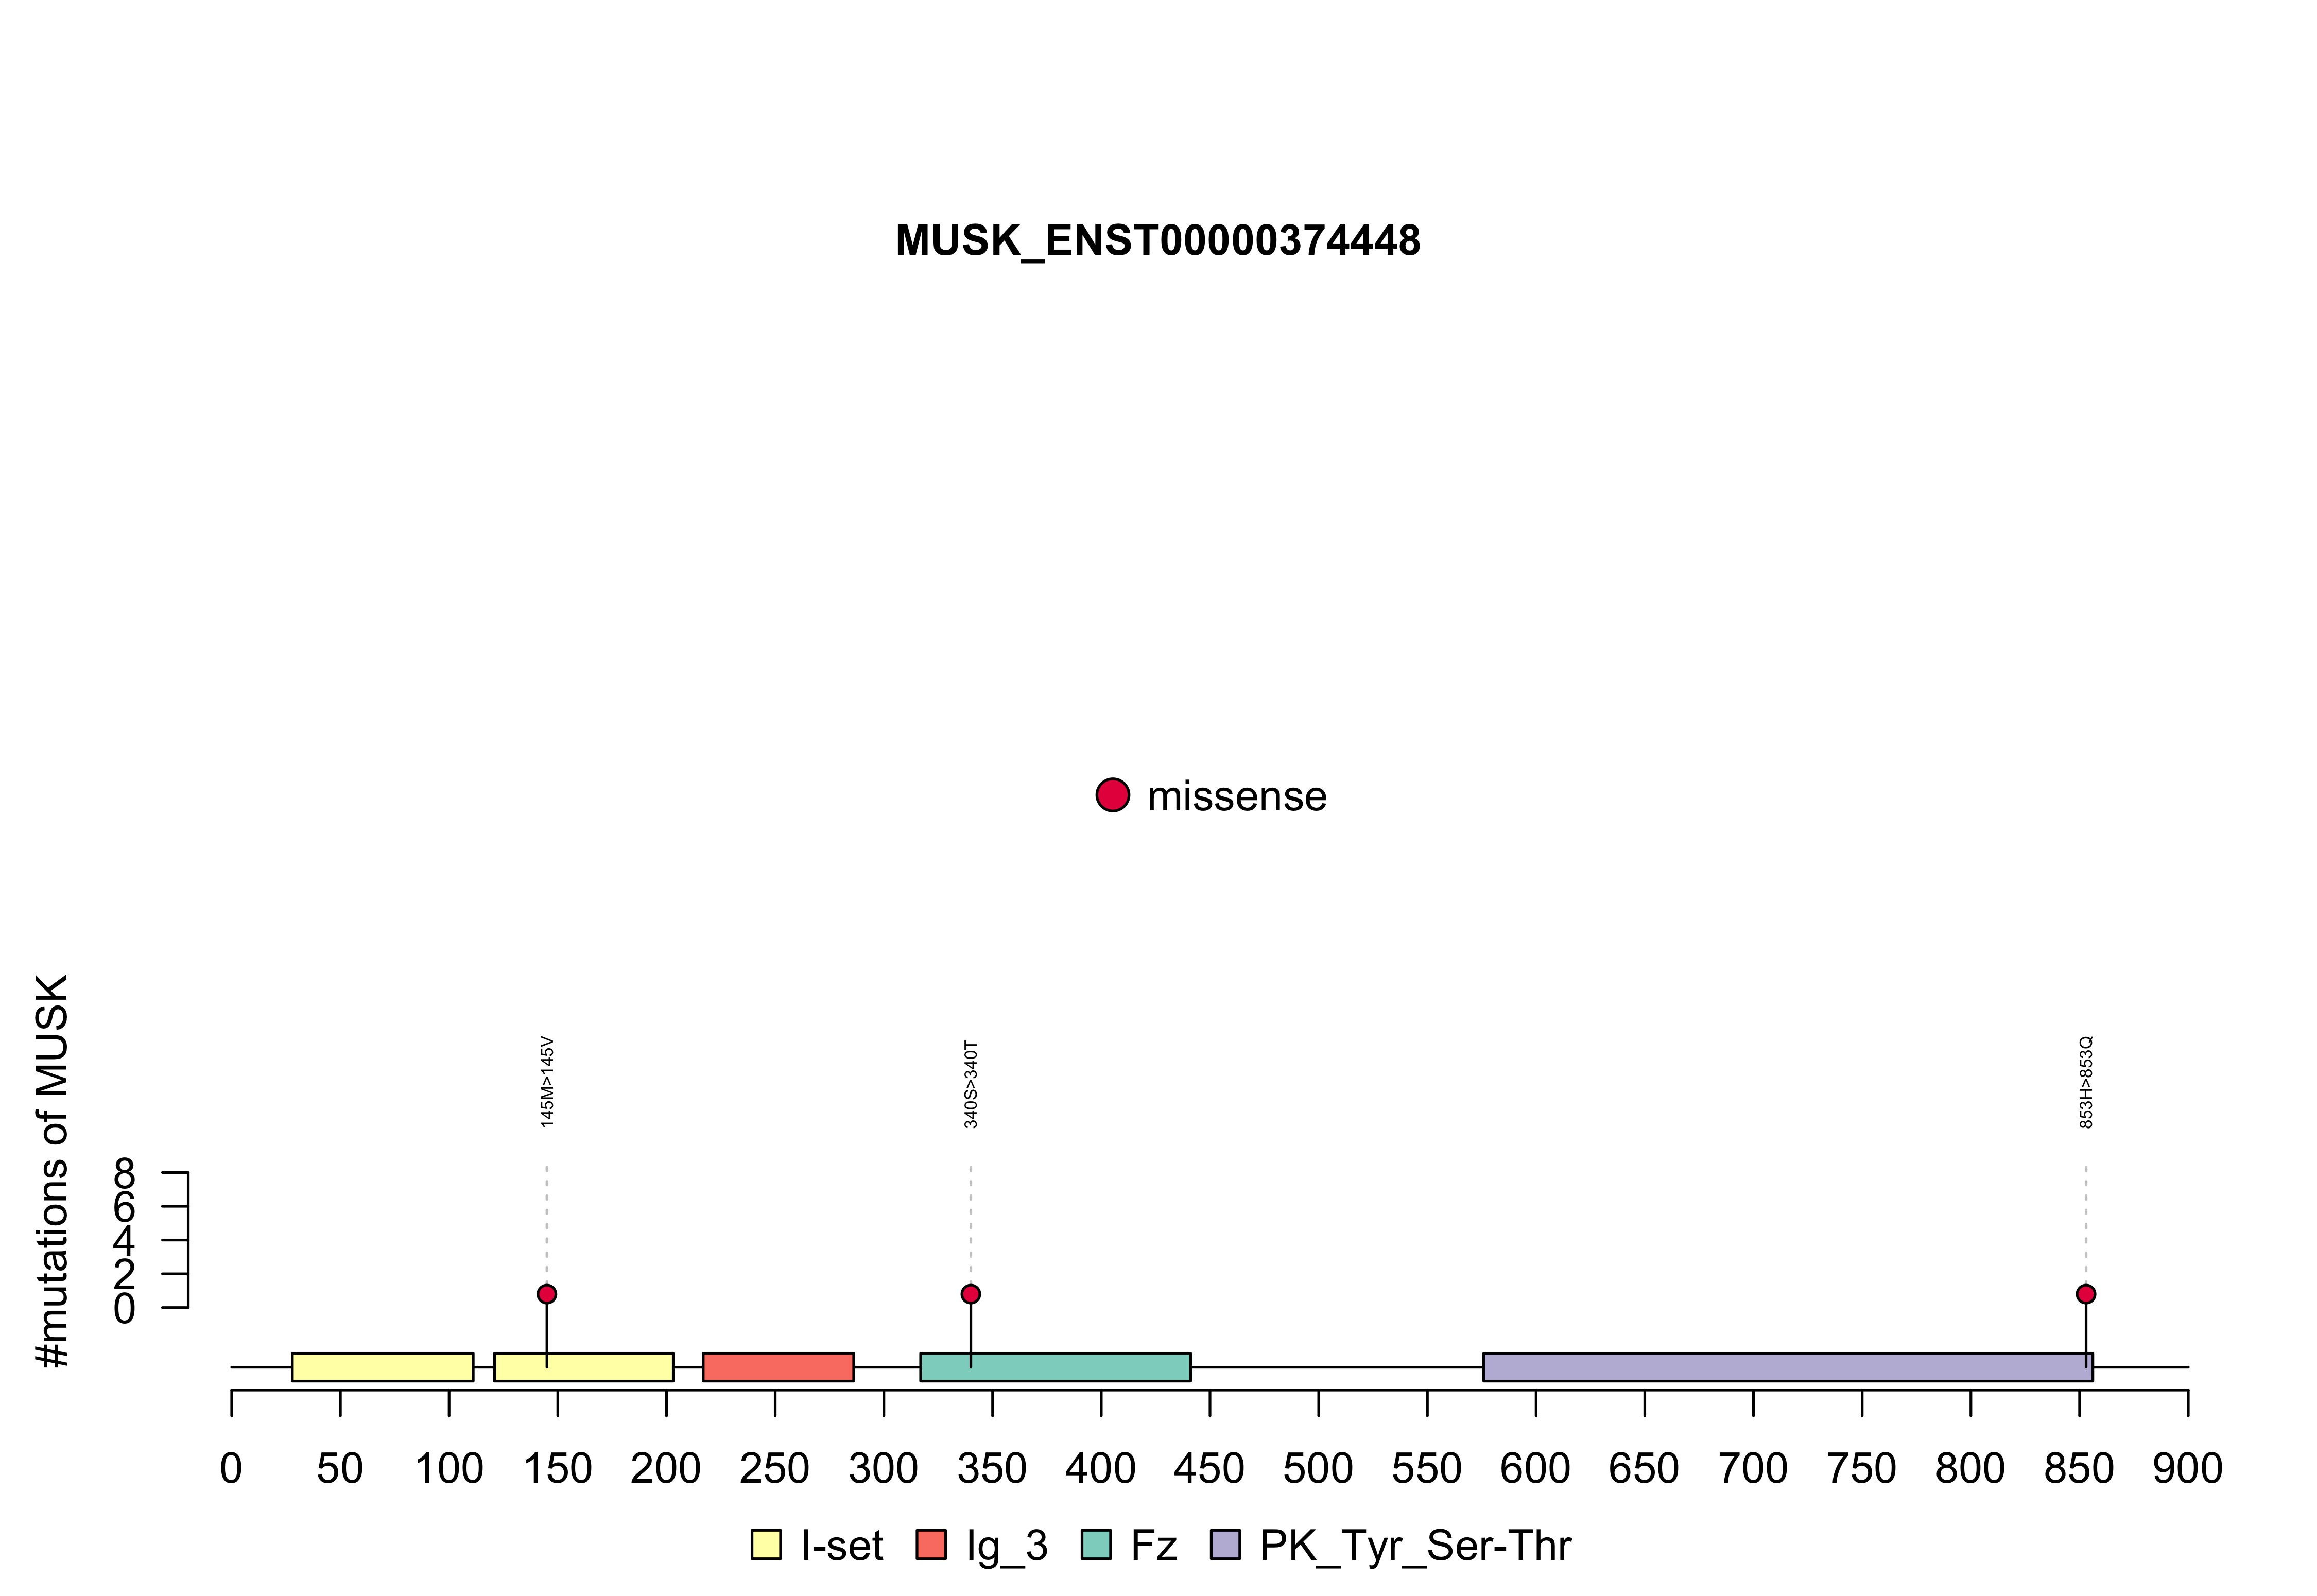 MUSK_ENST00000374448
missense
#mutations of MUSK
145M>145V
340S>340T
853H>853Q
8
6
4
2
0
0 50 100 150 200 250 300 350 400 450 500 550 600 650 700 750 800 850 900
I-set Ig_3 Fz PK_Tyr_Ser-Thr